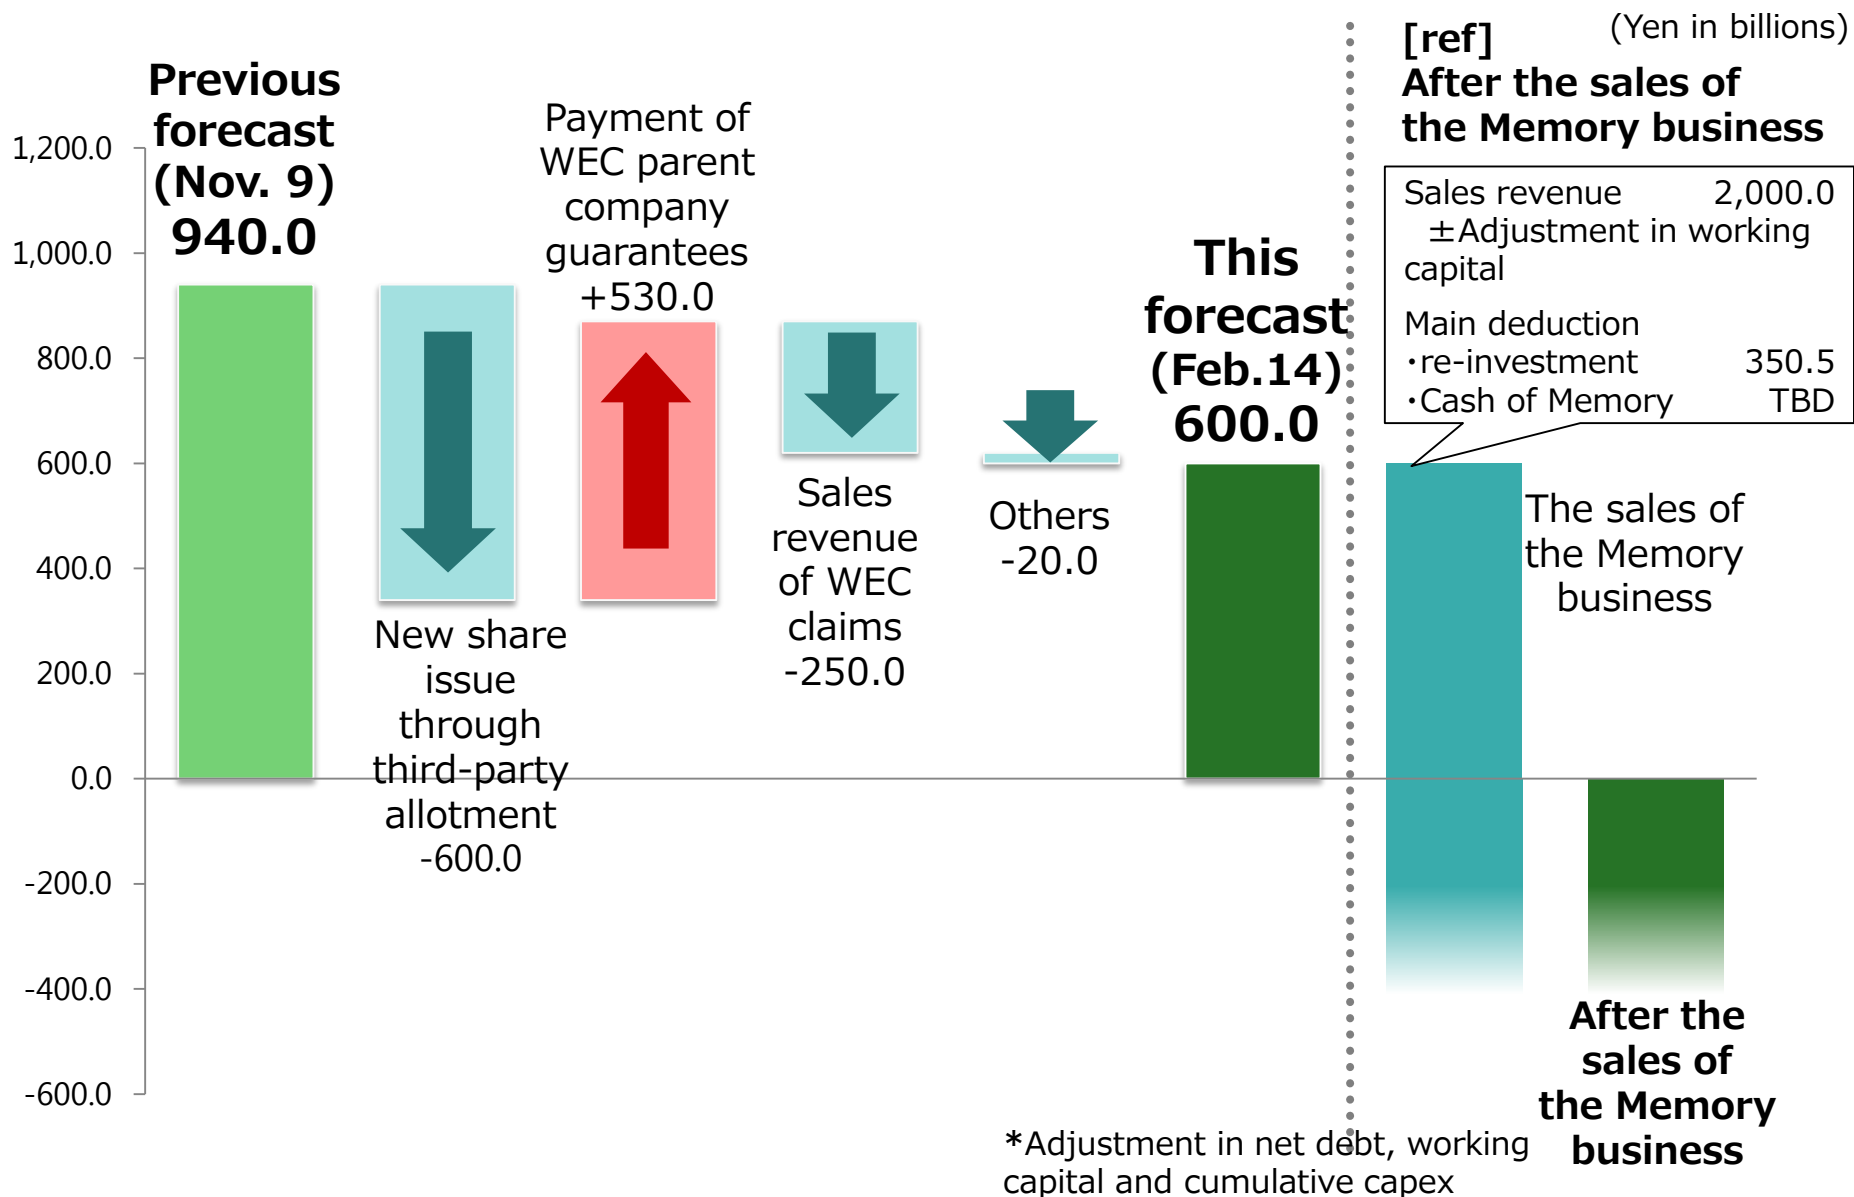 (Yen in billions)
[ref]
After the sales of
the Memory business
Previous
forecast
(Nov. 9)
940.0
Payment of
WEC parent
company
guarantees
+530.0
This
forecast
(Feb.14)
600.0
Sales revenue 2,000.0
±Adjustment in working
capital
Main deduction
・re-investment 350.5
・Cash of Memory TBD
1,200.0
1,000.0
800.0
600.0
400.0
200.0
0.0
-200.0
-400.0
-600.0
New share
issue
through
third-party
allotment
-600.0
Sales
revenue
of WEC
claims
-250.0
Others
-20.0
The sales of
the Memory
business
After the
sales of
the Memory
business
*Adjustment in net debt, working
capital and cumulative capex